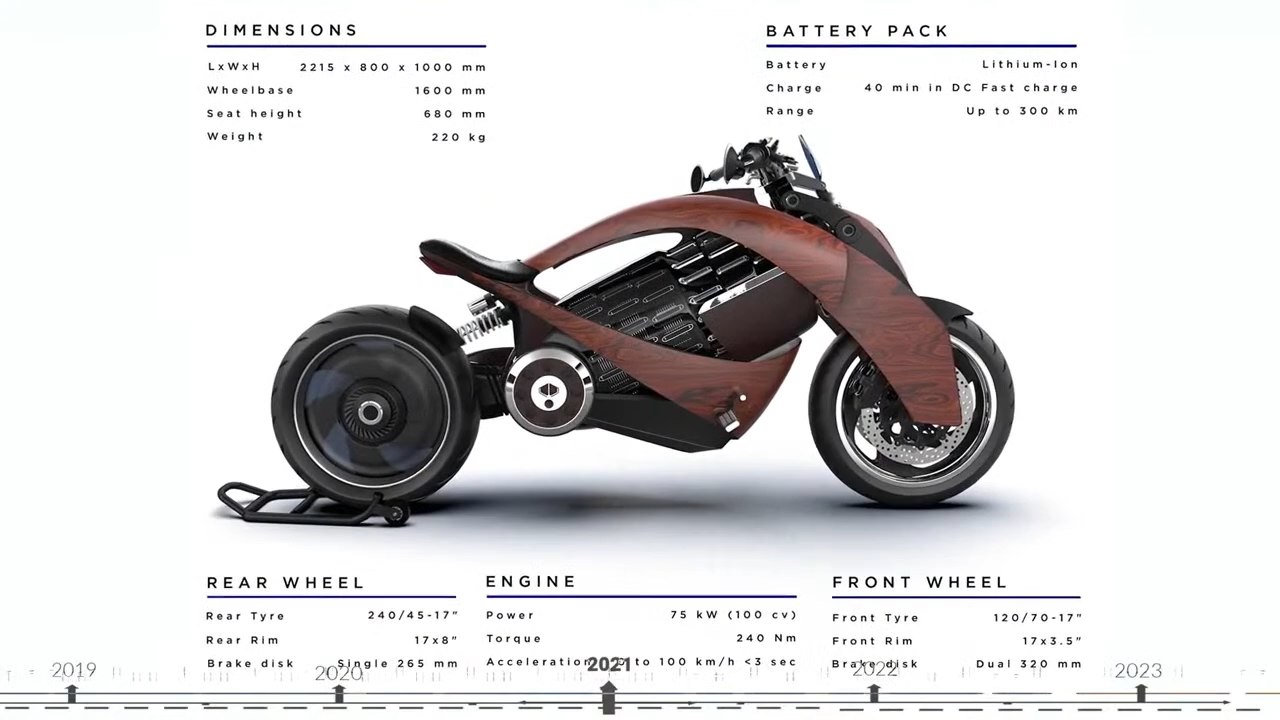 DIMENSIONS
LxWxH 2215 x 800 x 1000 mm
Wheelbase 1600 mm
Seat height 680 mm
Weight 220 kg
BATTERY PACK
Battery Lithium-Ion
Charge 40 min in DC Fast charge
Range Up to 300 km
REAR WHEEL
Rear Tyre 240/45-17"
Rear Rim 17x8"
Brake disk Single 265 mm
ENGINE
Power 75 kW (100 cv)
Torque 240 Nm
Acceleration to 100 km/h <3 sec
FRONT WHEEL
Front Tyre 120/70-17"
Front Rim 17x3.5"
Brake disk Dual 320 mm
2019 2020 2021 2022 2023